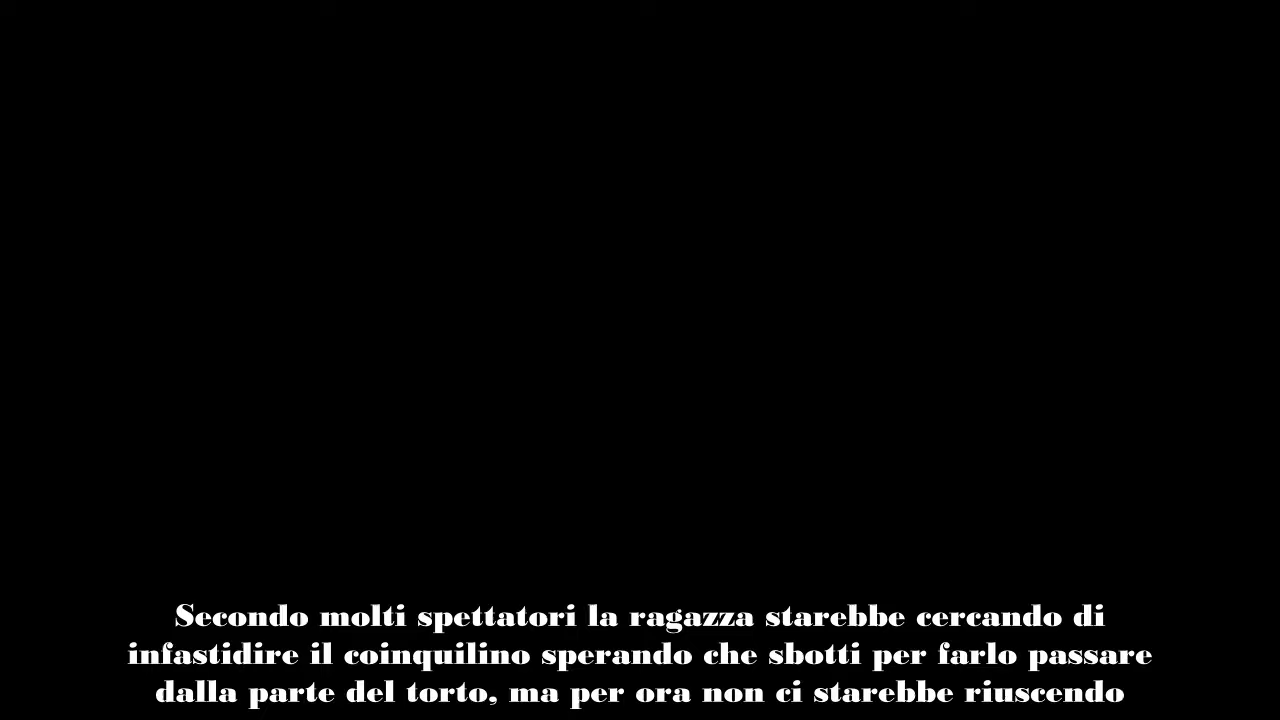 Secondo molti spettatori la ragazza starebbe cercando di
infastidire il coinquilino sperando che sbotti per farlo passare
dalla parte del torto, ma per ora non ci starebbe riuscendo